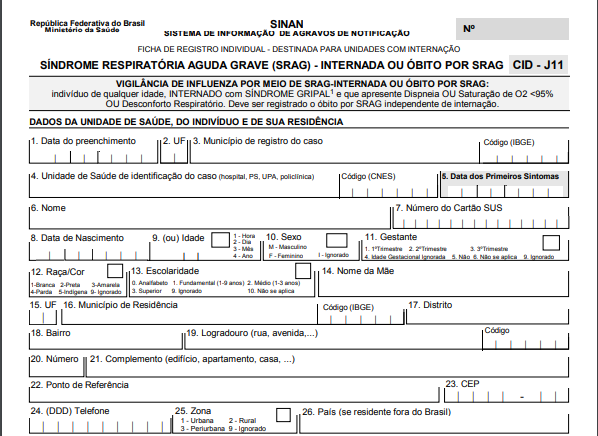 República Federativa do Brasil
Ministério da Saúde
SINAN
SISTEMA DE INFORMAÇÃO DE AGRAVOS DE NOTIFICAÇÃO
Nº
FICHA DE REGISTRO INDIVIDUAL - DESTINADA PARA UNIDADES COM INTERNAÇÃO
SÍNDROME RESPIRATÓRIA AGUDA GRAVE (SRAG) - INTERNADA OU ÓBITO POR SRAG CID - J11
VIGILÂNCIA DE INFLUENZA POR MEIO DE SRAG-INTERNADA OU ÓBITO POR SRAG:
indivíduo de qualquer idade, INTERNADO com SÍNDROME GRIPAL¹ e que apresente Dispneia OU Saturação de O2 <95%
OU Desconforto Respiratório. Deve ser registrado o óbito por SRAG independente de internação.
DADOS DA UNIDADE DE SAÚDE, DO INDIVÍDUO E DE SUA RESIDÊNCIA
1. Data do preenchimento 2. UF 3. Município de registro do caso Código (IBGE)
4. Unidade de Saúde de identificação do caso (hospital, PS, UPA, policlínica) Código (CNES) 5. Data dos Primeiros Sintomas
6. Nome 7. Número do Cartão SUS
8. Data de Nascimento 9. (ou) Idade
1 - Hora
2 - Dia
3 - Mês
4 - Ano
10. Sexo
M - Masculino
F - Feminino I - Ignorado
11. Gestante
1. 1ºTrimestre 2. 2ºTrimestre 3. 3ºTrimestre
4. Idade Gestacional Ignorada 5. Não 6. Não se aplica 9. Ignorado
12. Raça/Cor
1-Branca 2-Preta 3-Amarela
4-Parda 5-Indígena 9- Ignorado
13. Escolaridade
0. Analfabeto 1. Fundamental (1-9 anos) 2. Médio (1-3 anos)
3. Superior 9. Ignorado 10. Não se aplica
14. Nome da Mãe
15. UF 16. Município de Residência Código (IBGE) 17. Distrito
18. Bairro 19. Logradouro (rua, avenida,...) Código
20. Número 21. Complemento (edifício, apartamento, casa, ...)
22. Ponto de Referência 23. CEP
-
24. (DDD) Telefone 25. Zona
1 - Urbana 2 - Rural
3 - Periurbana 9 - Ignorado
26. País (se residente fora do Brasil)